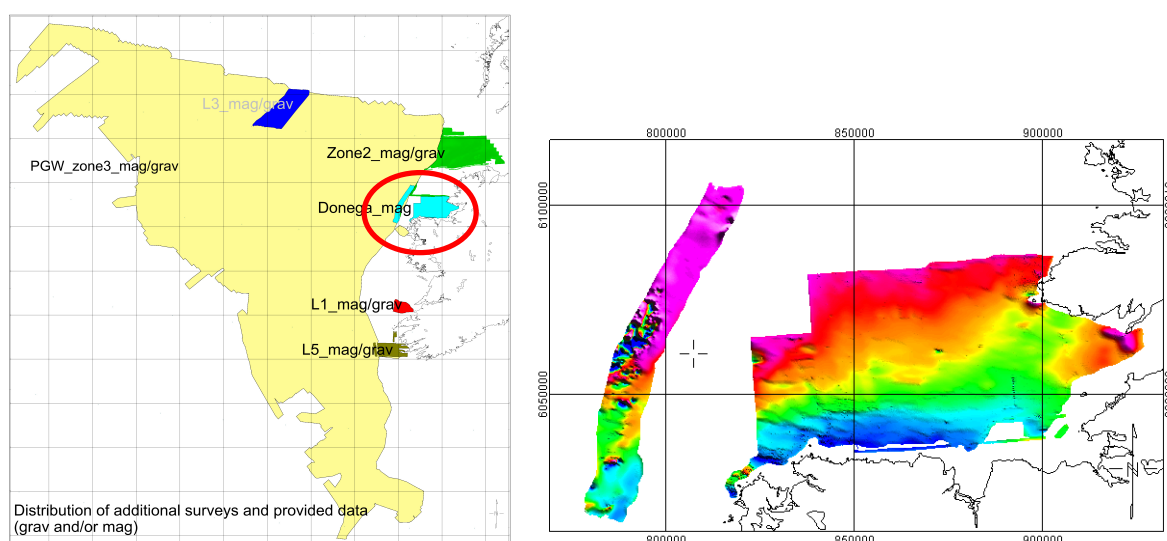 L3_mag/grav
Zone2_mag/grav
PGW_zone3_mag/grav
Donega_mag
L1_mag/grav
L5_mag/grav
Distribution of additional surveys and provided data
(grav and/or mag)
800000 850000 900000
6100000
6050000
800000 850000 900000
N